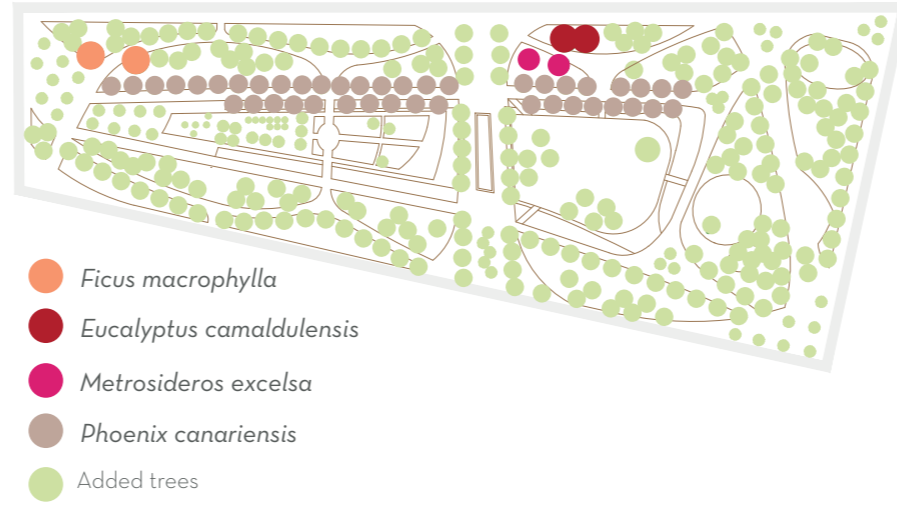 Ficus macrophylla
Eucalyptus camaldulensis
Metrosideros excelsa
Phoenix canariensis
Added trees